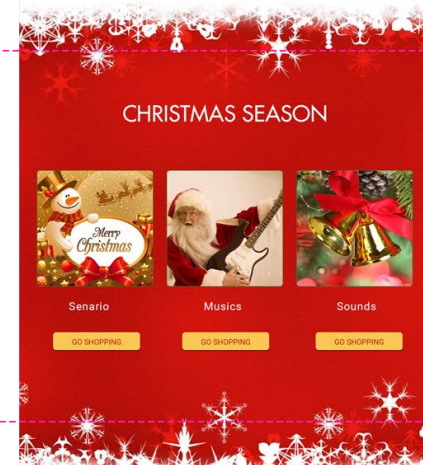 CHRISTMAS SEASON
Merry
Christmas
Senario
Musics
Sounds
GO SHOPPING
GO SHOPPING
GO SHOPPING